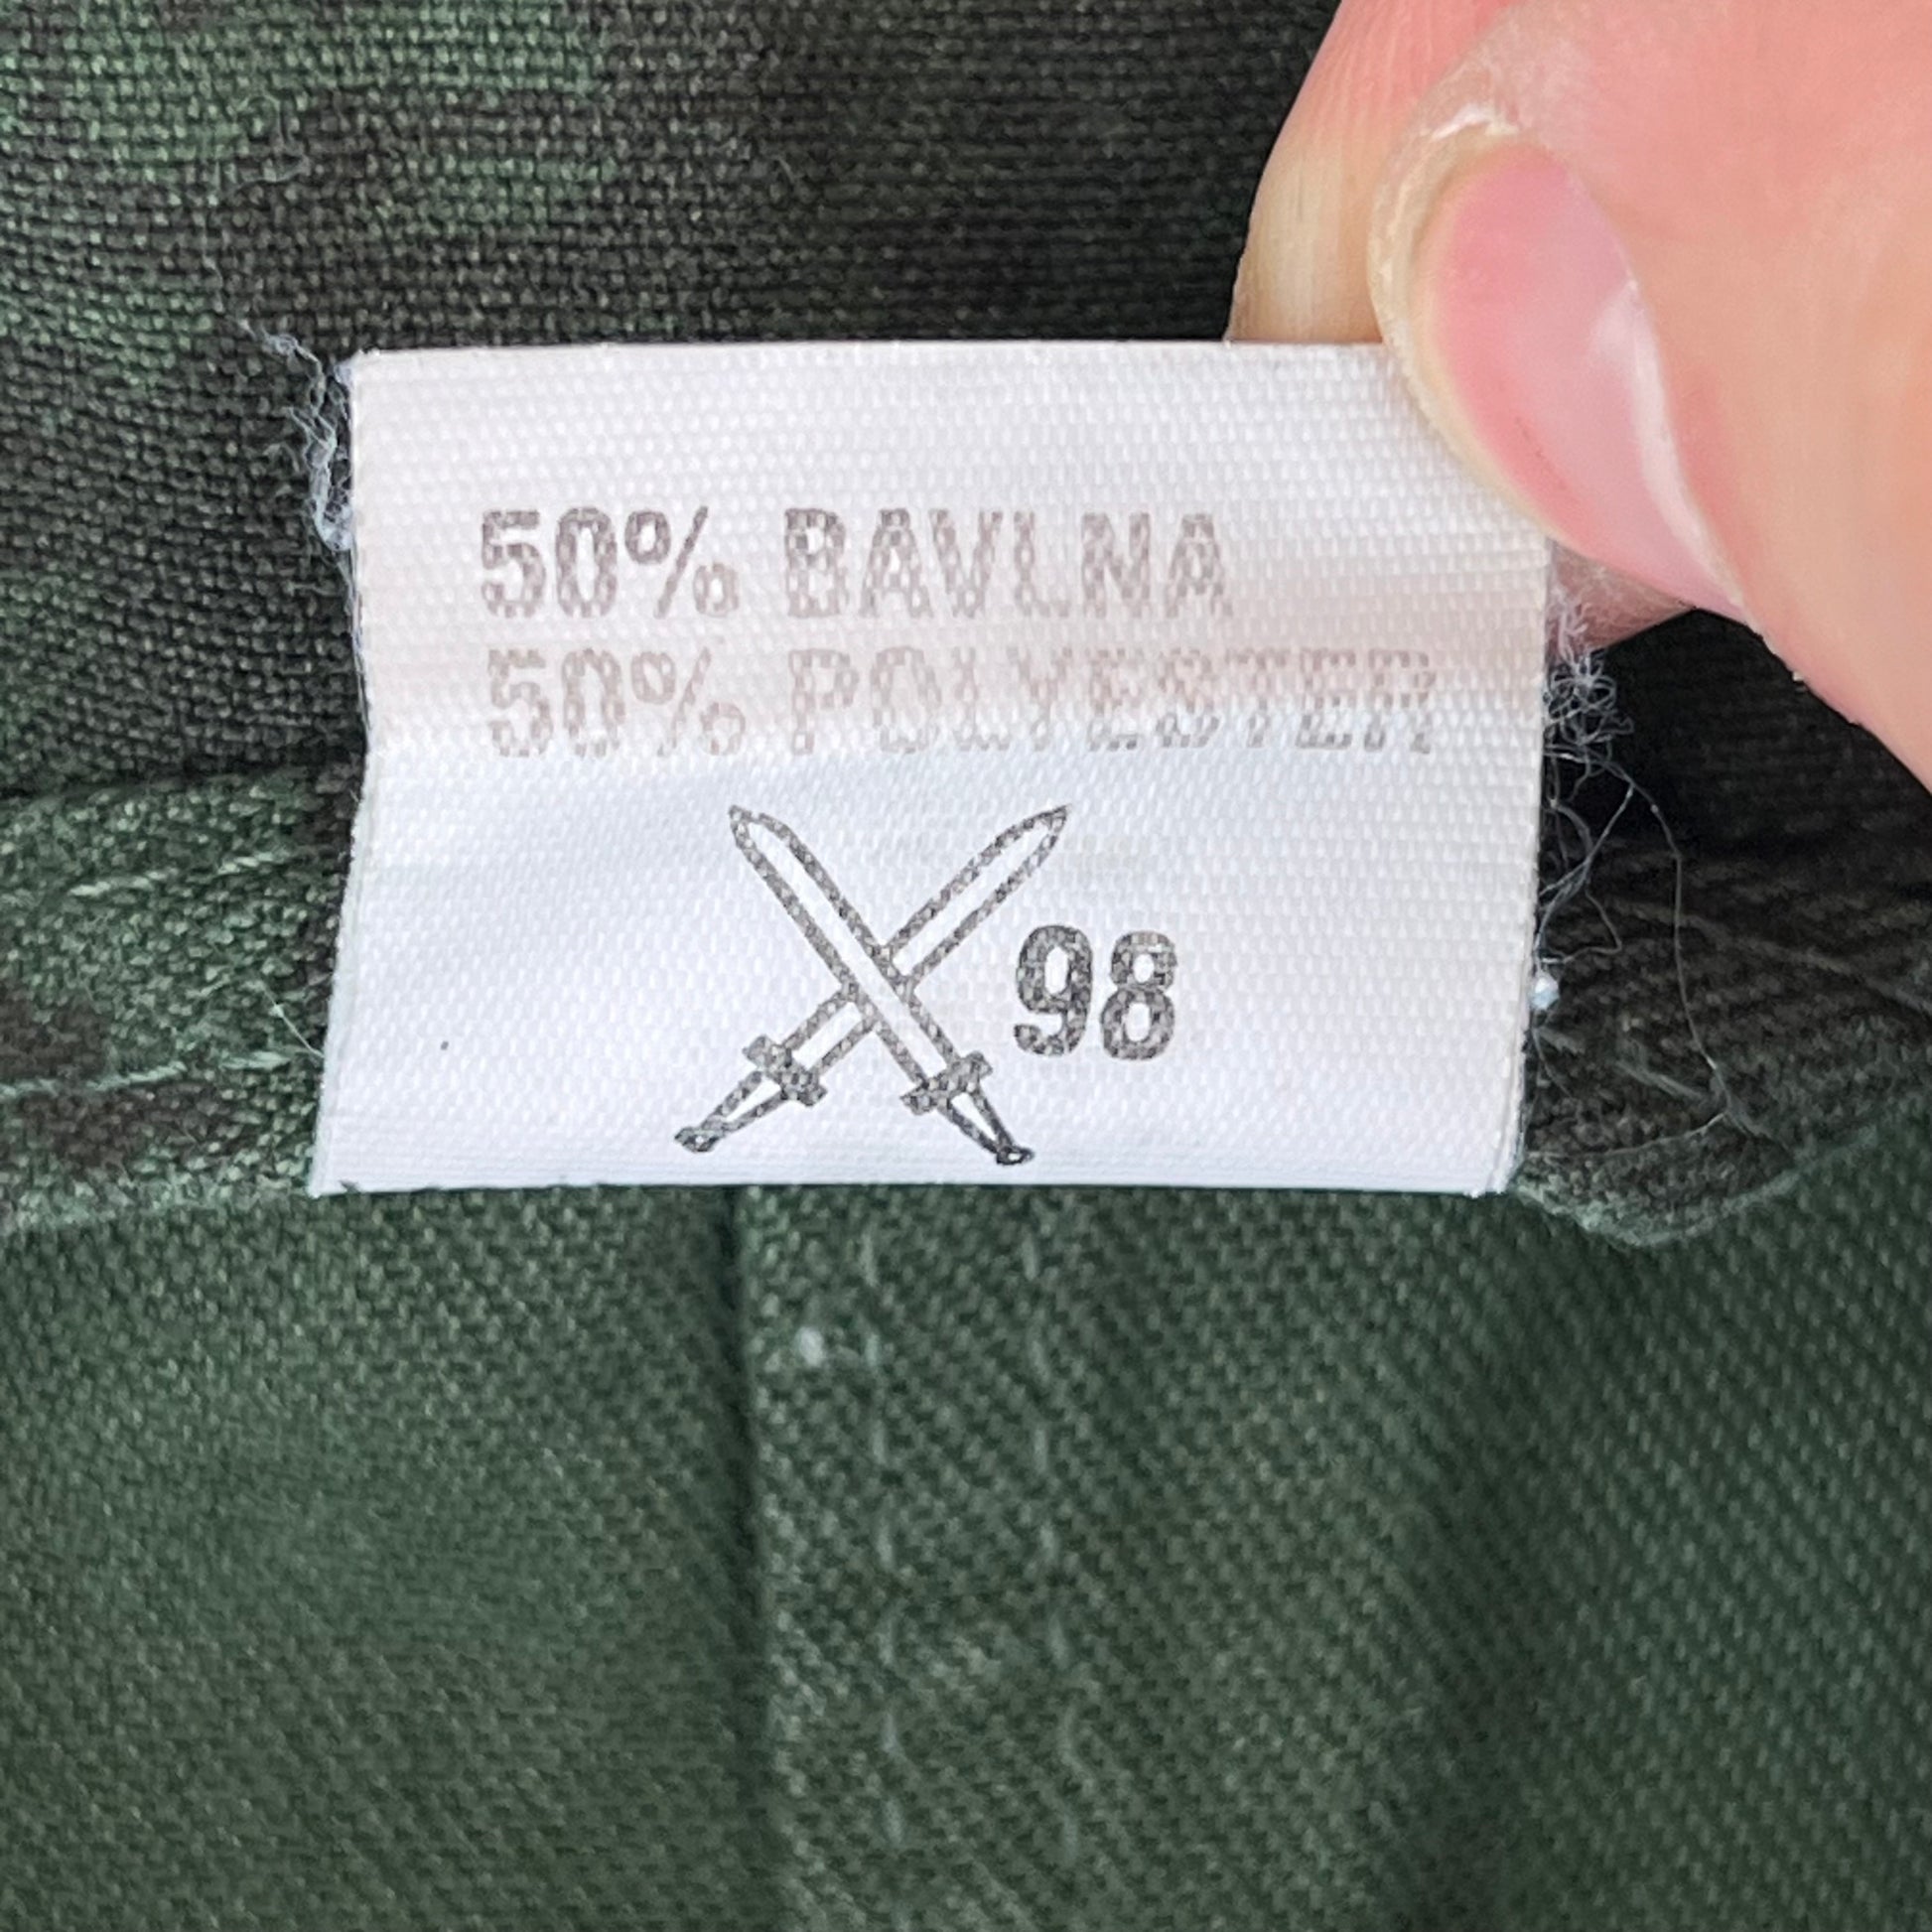 50% BAVLNA
50% POLYESTER
98